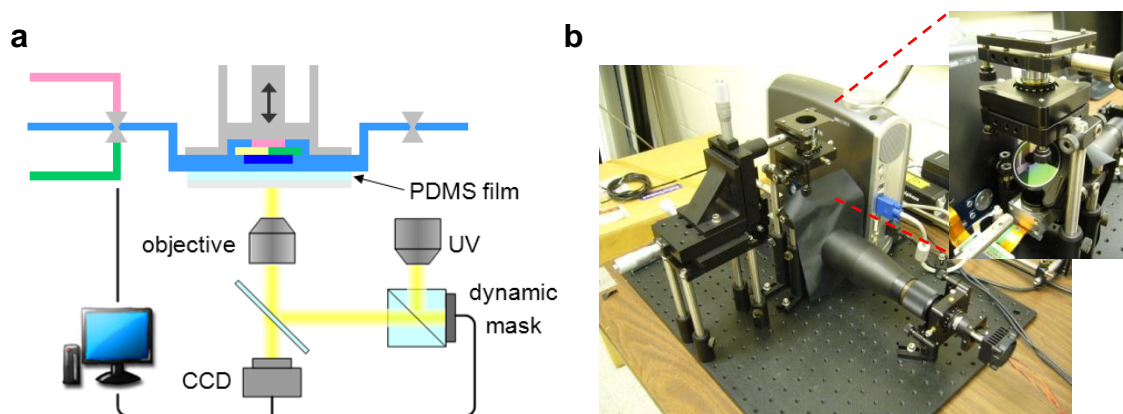 a
b
PDMS film
objective
UV
dynamic
mask
CCD